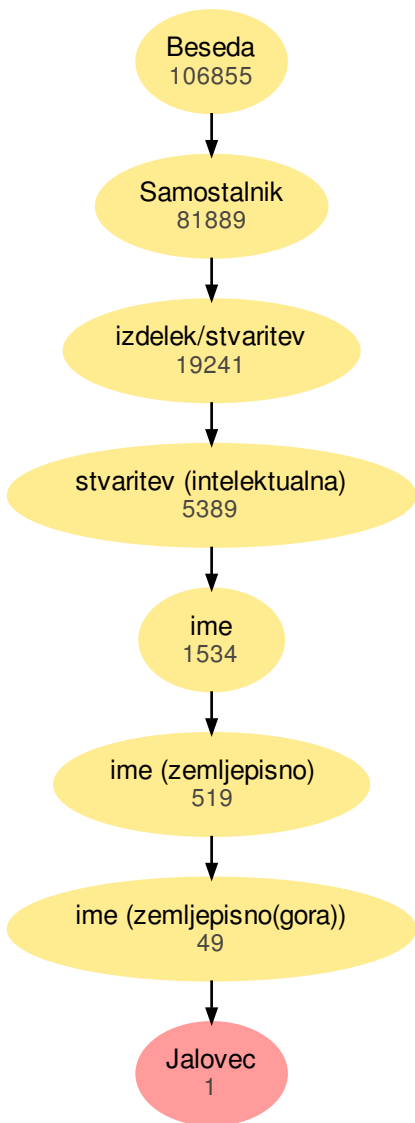 Beseda
106855
Samostalnik
81889
izdelek/stvaritev
19241
stvaritev (intelektualna)
5389
ime
1534
ime (zemljepisno)
519
ime (zemljepisno(gora))
49
Jalovec
1